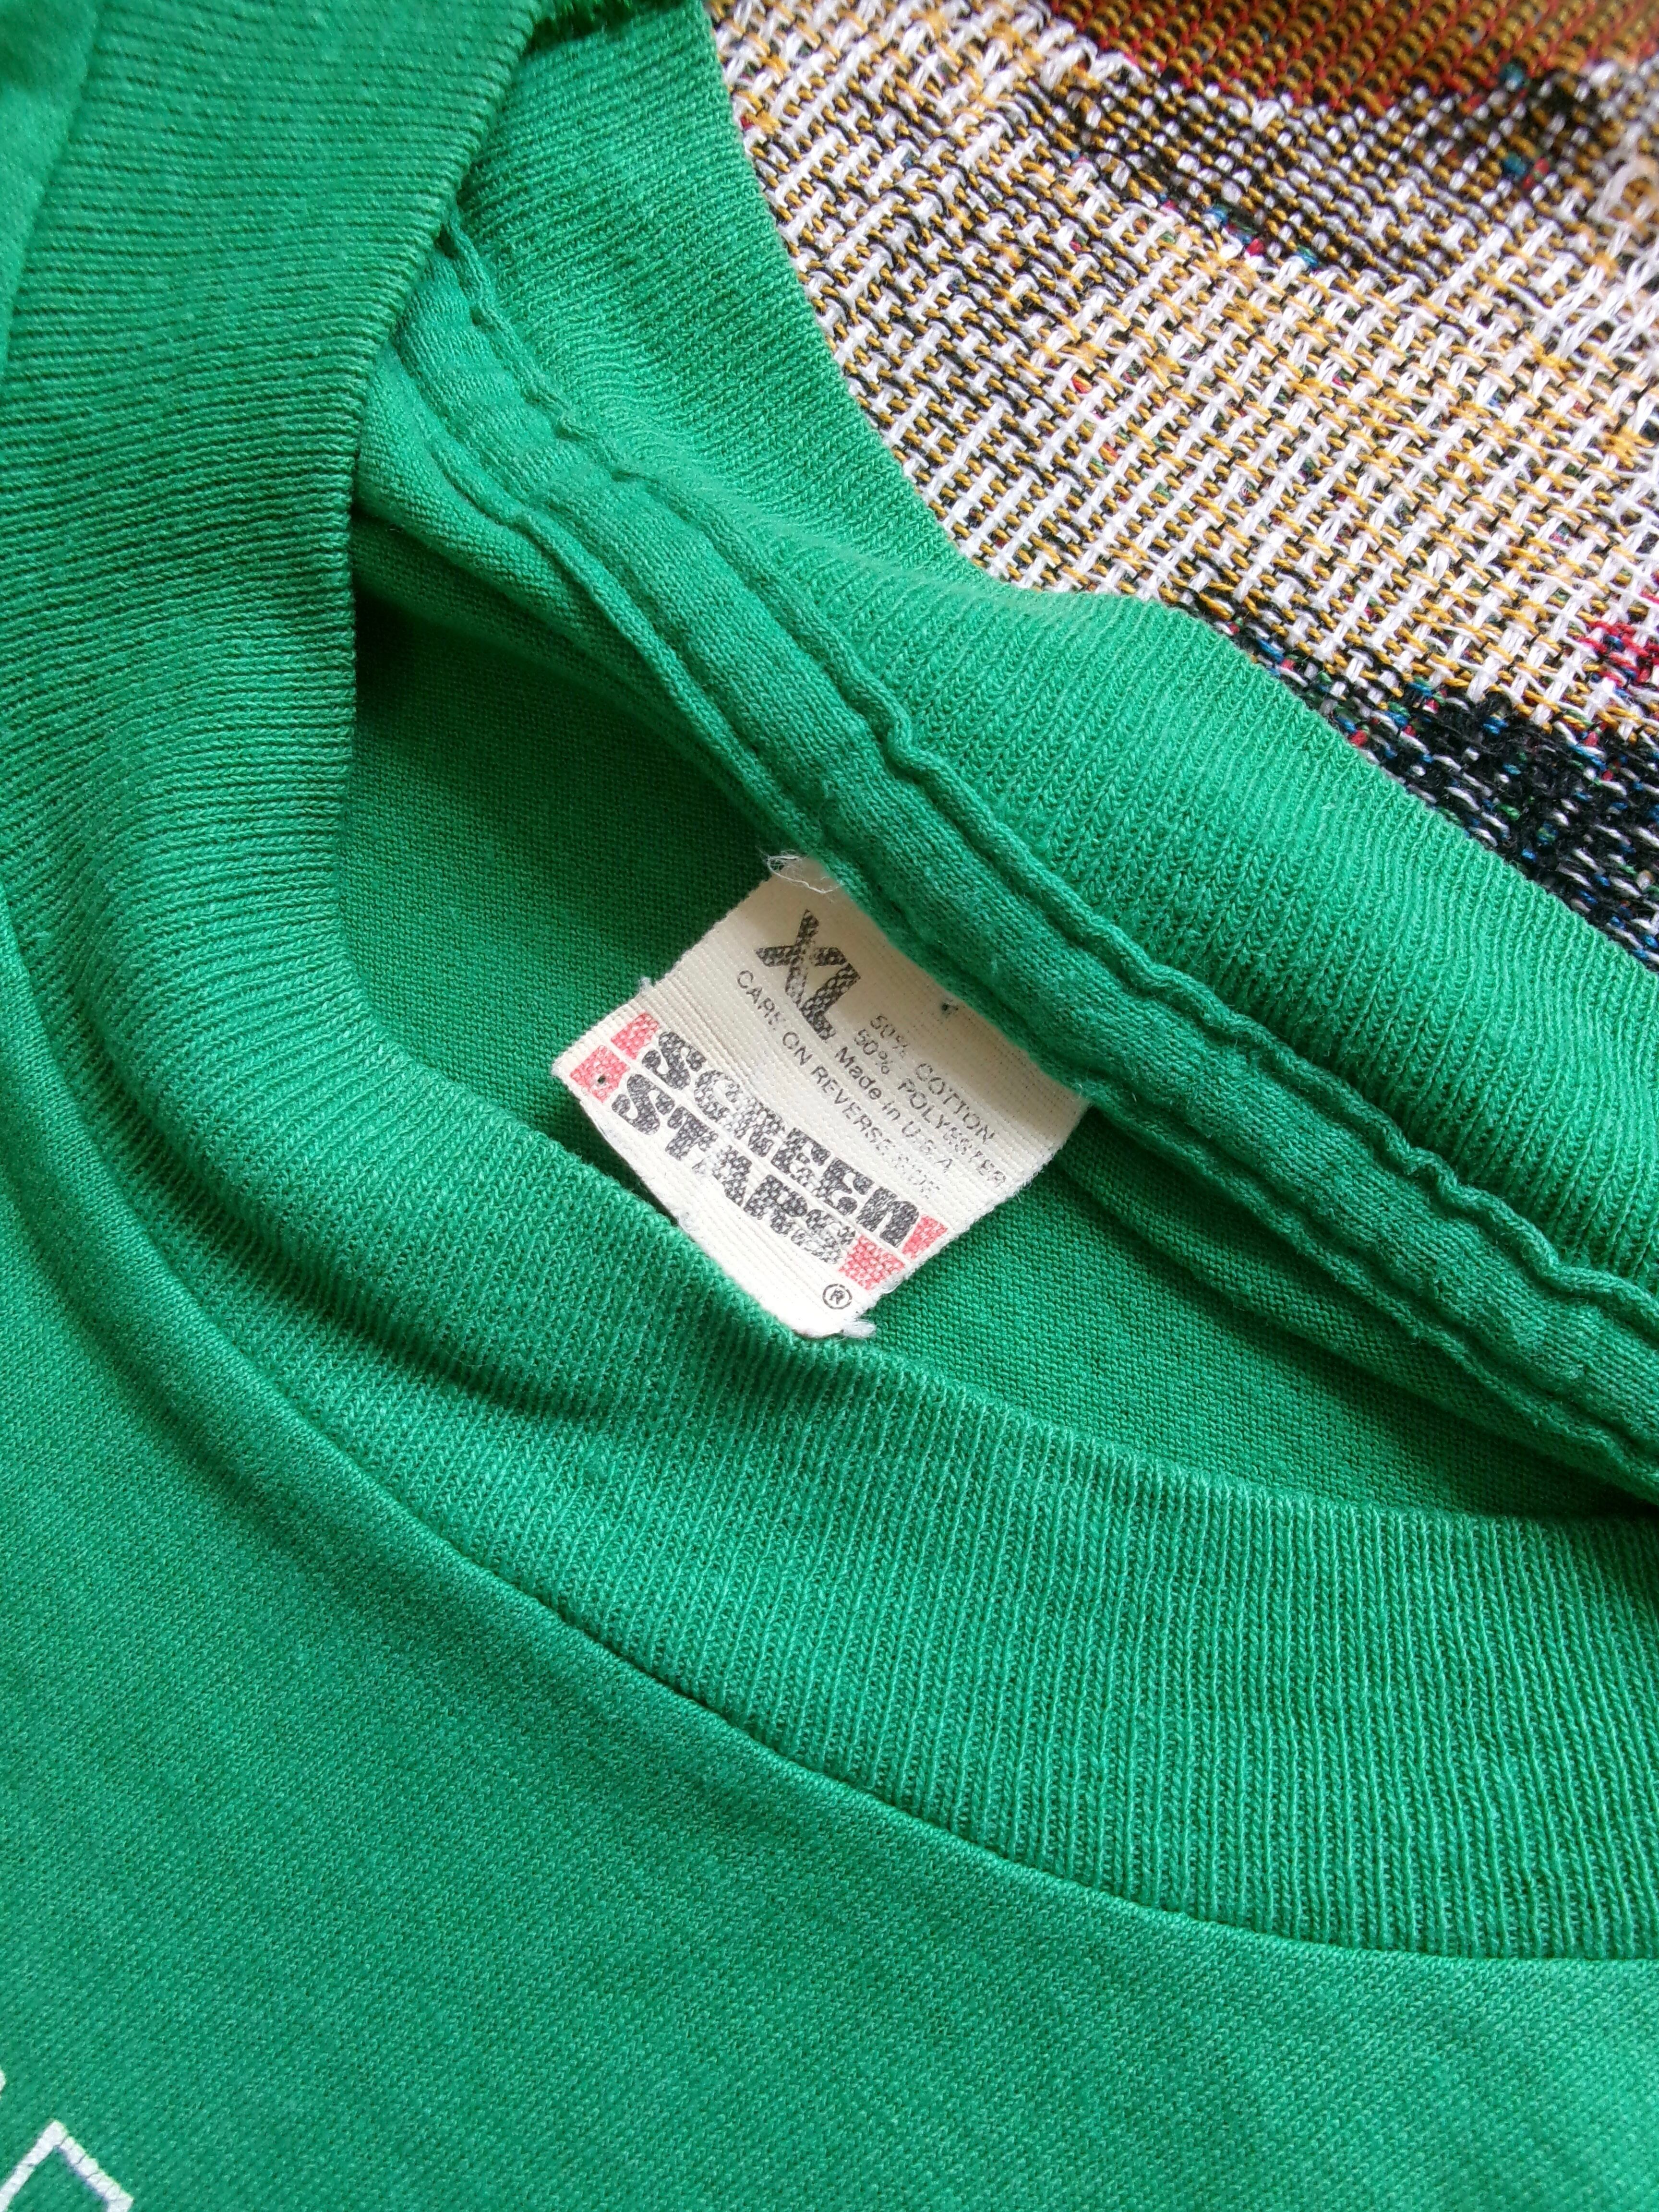 XL
50% COTTON
50% POLYESTER
Made in U.S.A.
CARE ON REVERSE SIDE
SCREEN
STARS
®